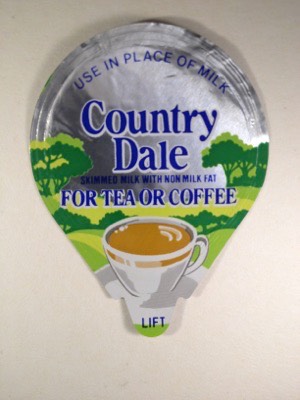 USE IN PLACE OF MILK
Country
Dale
SKIMMED MILK WITH NON MILK FAT
FOR TEA OR COFFEE
LIFT